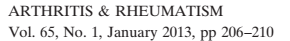 ARTHRITIS & RHEUMATISM
Vol. 65, No. 1, January 2013, pp 206–210